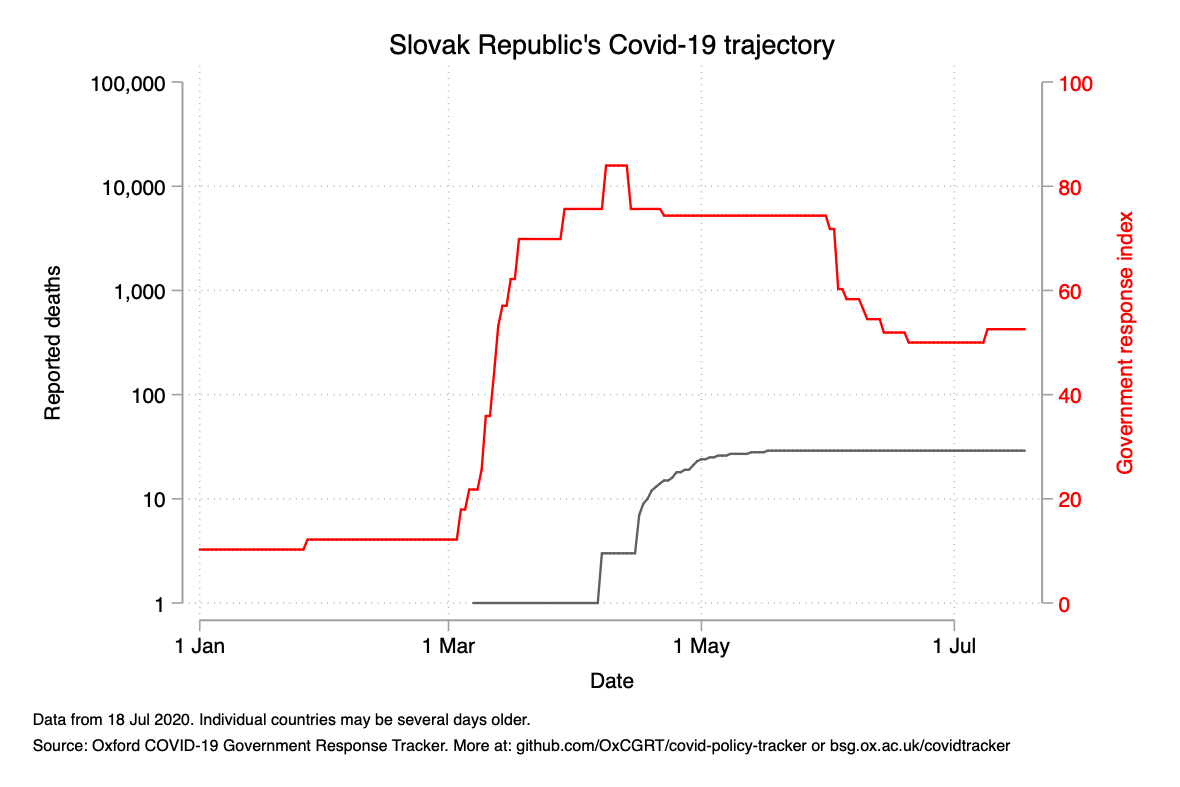 Slovak Republic's Covid-19 trajectory
100,000
10,000
1,000
100
10
1
Reported deaths
100
80
60
40
20
0
Government response index
1 Jan
1 Mar
1 May
1 Jul
Date
Data from 18 Jul 2020. Individual countries may be several days older.
Source: Oxford COVID-19 Government Response Tracker. More at: github.com/OxCGRT/covid-policy-tracker or bsg.ox.ac.uk/covidtracker